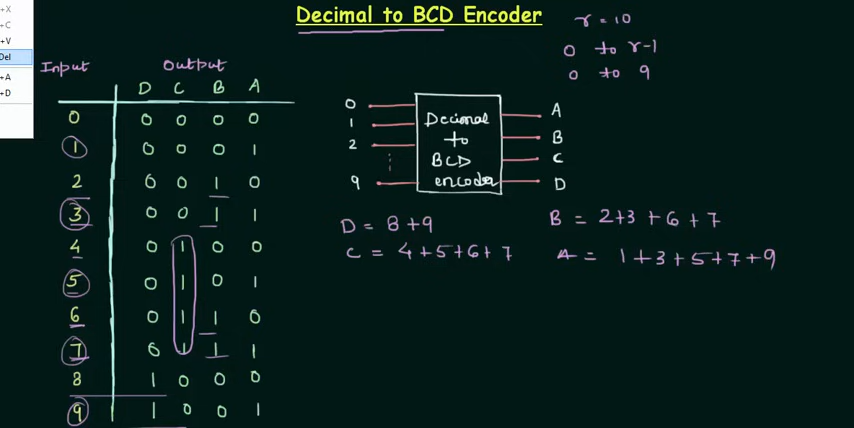 +X
+C
+V
Del
+A
+D
Decimal to BCD Encoder
r = 10
0 to r-1
0 to 9
Input Output
D C B A
0 0 0 0 0
1 0 0 0 1
2 0 0 1 0
3 0 0 1 1
4 0 1 0 0
5 0 1 0 1
6 0 1 1 0
7 0 1 1 1
8 1 0 0 0
9 1 0 0 1
0
1
2
9
Decimal
to
BCD
encoder
A
B
C
D
D = 8+9
C = 4+5+6+7
B = 2+3+6+7
A = 1+3+5+7+9